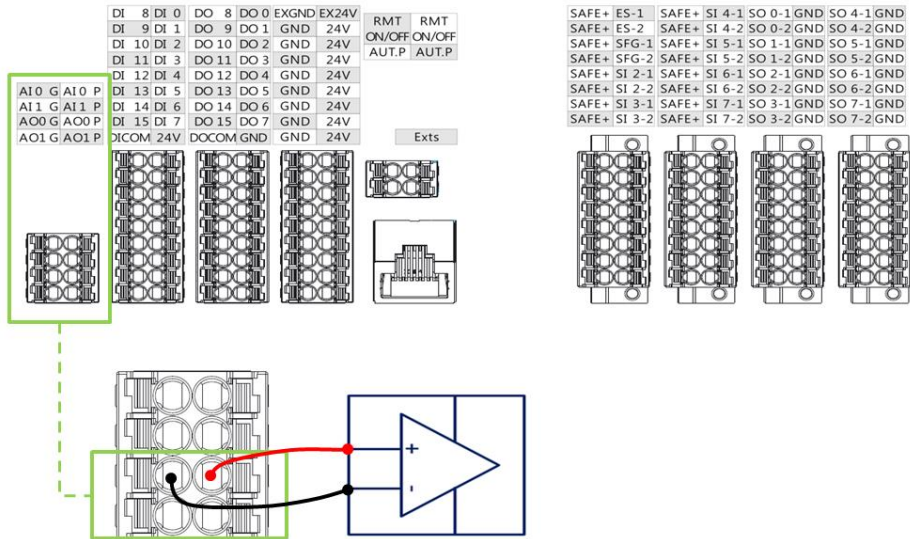 DI 8 DI 0 DO 8 DO 0 EXGND EX24V
DI 9 DI 1 DO 9 DO 1 GND 24V
DI 10 DI 2 DO 10 DO 2 GND 24V
DI 11 DI 3 DO 11 DO 3 GND 24V
DI 12 DI 4 DO 12 DO 4 GND 24V
AI0 G AI0 P DI 13 DI 5 DO 13 DO 5 GND 24V
AI1 G AI1 P DI 14 DI 6 DO 14 DO 6 GND 24V
AO0 G AO0 P DI 15 DI 7 DO 15 DO 7 GND 24V
AO1 G AO1 P DICOM 24V DOCOM GND GND 24V
RMT RMT
ON/OFF ON/OFF
AUT.P AUT.P
Exts
SAFE+ ES-1 SAFE+ SI 4-1 SO 0-1 GND SO 4-1 GND
SAFE+ ES-2 SAFE+ SI 4-2 SO 0-2 GND SO 4-2 GND
SAFE+ SFG-1 SAFE+ SI 5-1 SO 1-1 GND SO 5-1 GND
SAFE+ SFG-2 SAFE+ SI 5-2 SO 1-2 GND SO 5-2 GND
SAFE+ SI 2-1 SAFE+ SI 6-1 SO 2-1 GND SO 6-1 GND
SAFE+ SI 2-2 SAFE+ SI 6-2 SO 2-2 GND SO 6-2 GND
SAFE+ SI 3-1 SAFE+ SI 7-1 SO 3-1 GND SO 7-1 GND
SAFE+ SI 3-2 SAFE+ SI 7-2 SO 3-2 GND SO 7-2 GND
+
-